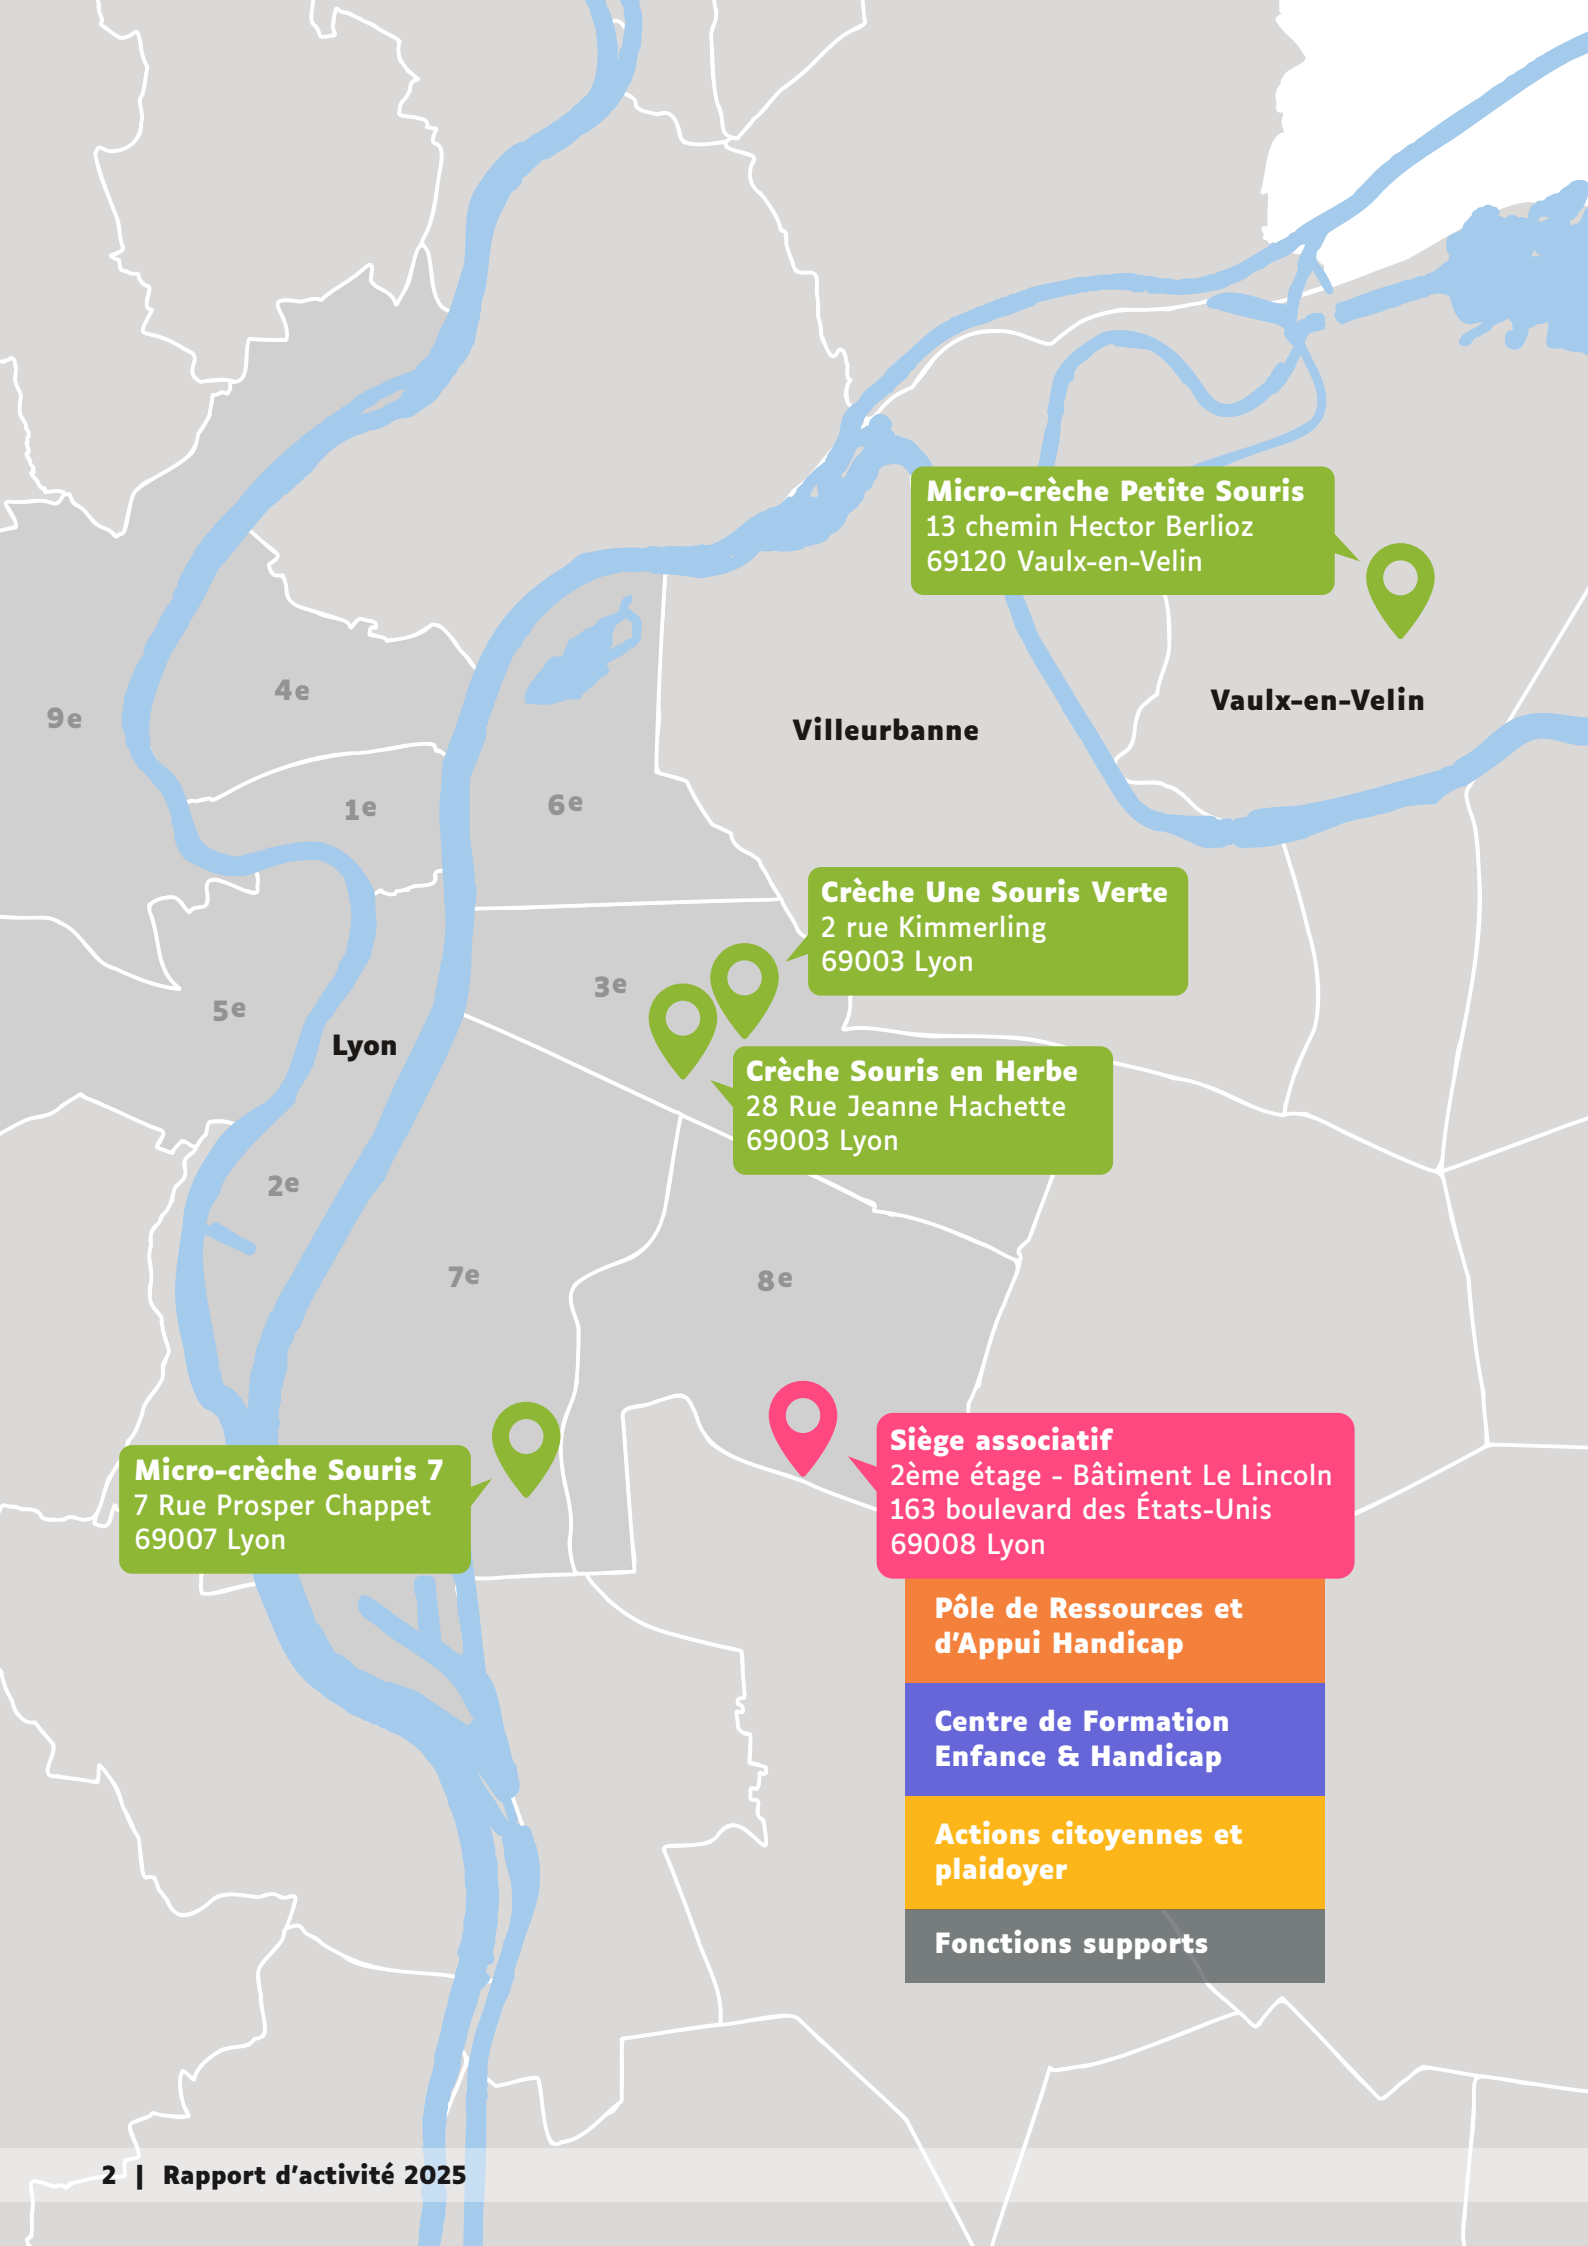 Micro-crèche Petite Souris
13 chemin Hector Berlioz
69120 Vaulx-en-Velin
4e
9e
Vaulx-en-Velin
Villeurbanne
1e
6e
Crèche Une Souris Verte
2 rue Kimmerling
69003 Lyon
3e
5e
Lyon
Crèche Souris en Herbe
28 Rue Jeanne Hachette
69003 Lyon
2e
7e
8e
Siège associatif
2ème étage - Bâtiment Le Lincoln
163 boulevard des États-Unis
69008 Lyon
Micro-crèche Souris 7
7 Rue Prosper Chappet
69007 Lyon
Pôle de Ressources et
d'Appui Handicap
Centre de Formation
Enfance & Handicap
Actions citoyennes et
plaidoyer
Fonctions supports
2 | Rapport d'activité 2025